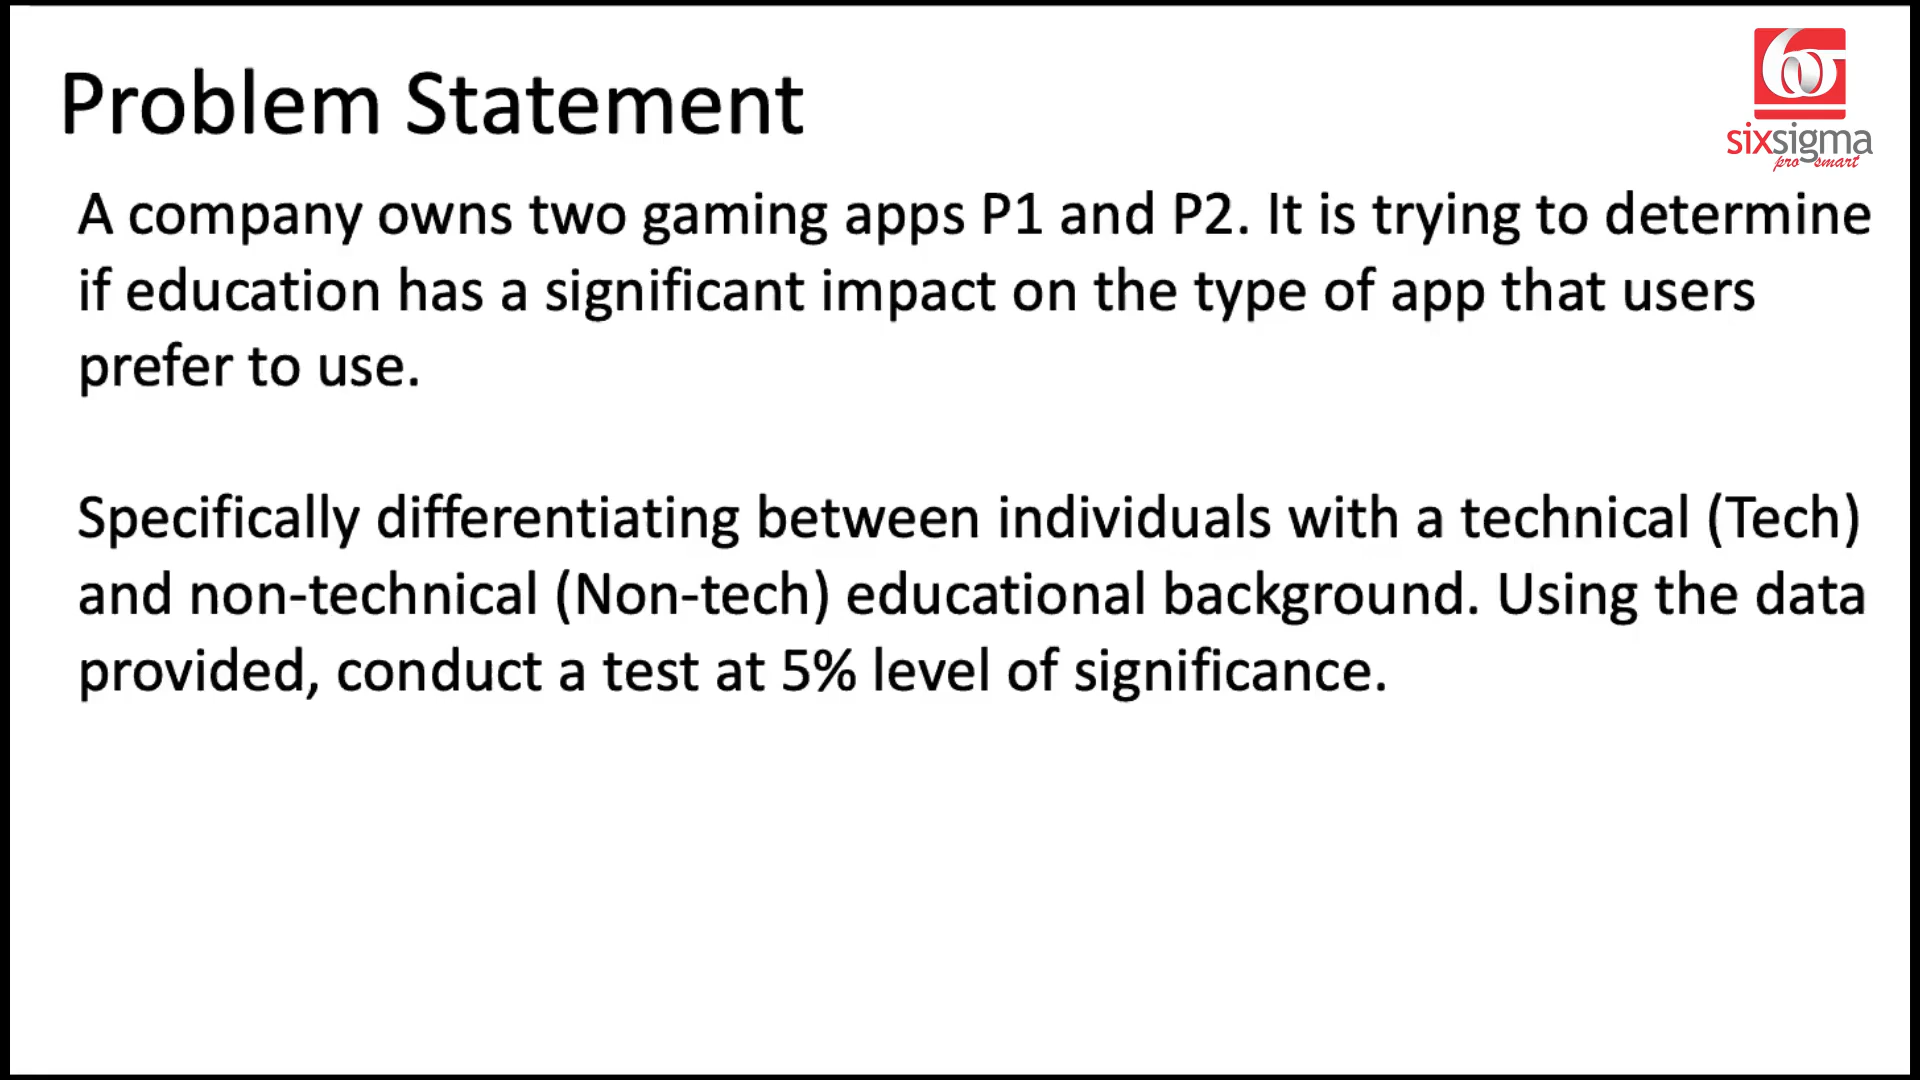 Problem Statement
sixsigma
pro smart
A company owns two gaming apps P1 and P2. It is trying to determine
if education has a significant impact on the type of app that users
prefer to use.
Specifically differentiating between individuals with a technical (Tech)
and non-technical (Non-tech) educational background. Using the data
provided, conduct a test at 5% level of significance.